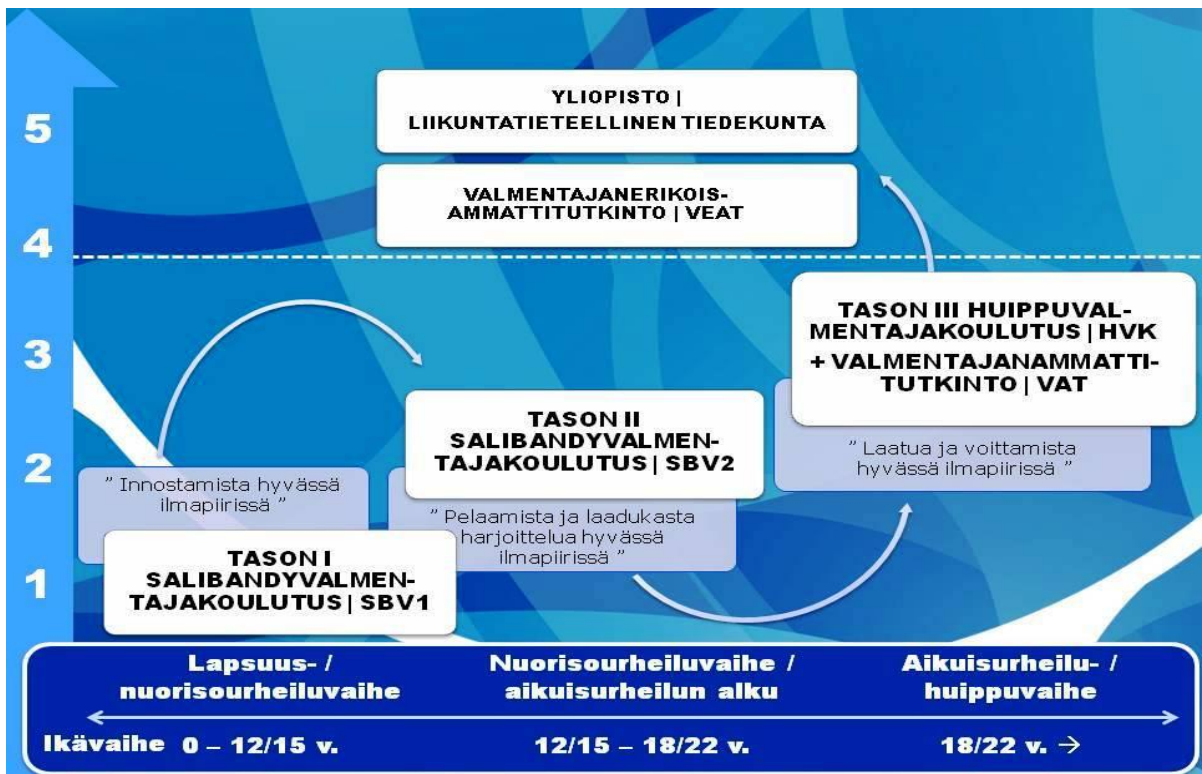 5
YLIOPISTO |
LIIKUNTATIETEELLINEN TIEDEKUNTA
VALMENTAJANERIKOIS-
AMMATTITUTKINTO | VEAT
4
TASON III HUIPPUVAL-
MENTAJAKOULUTUS | HVK
+ VALMENTAJANAMMATTI-
TUTKINTO | VAT
3
" Laatua ja voittamista
hyvässä ilmapiirissä "
TASON II
SALIBANDYVALMEN-
TAJAKOULUTUS | SBV2
2
" Pelaamista ja laadukasta
harjoittelua hyvässä
ilmapiirissä "
" Innostamista hyvässä
ilmapiirissä "
1
TASON I
SALIBANDYVALMEN-
TAJAKOULUTUS | SBV1
Lapsuus- /
nuorisourheiluvaihe
Nuorisourheiluvaihe /
aikuisurheilun alku
Aikuisurheilu- /
huippuvaihe
Ikävaihe 0 – 12/15 v.
12/15 – 18/22 v.
18/22 v. →